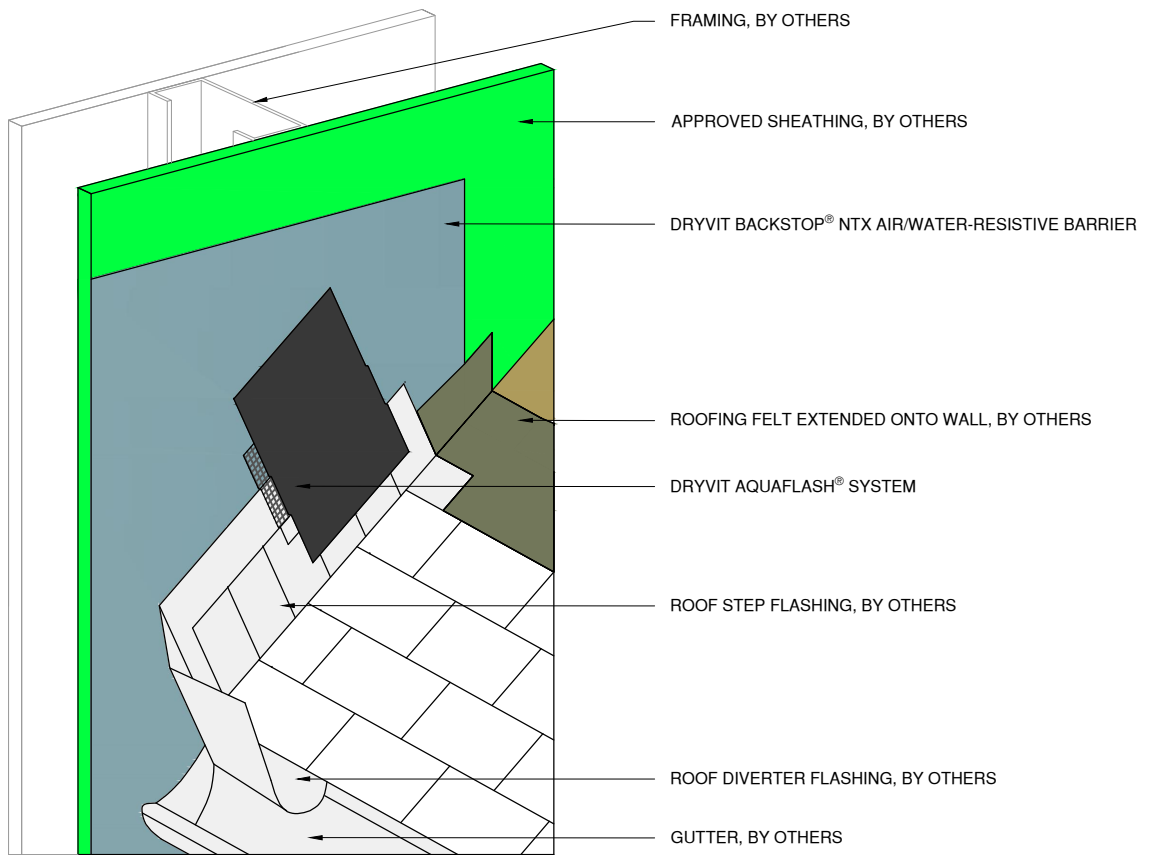 FRAMING, BY OTHERS
APPROVED SHEATHING, BY OTHERS
DRYVIT BACKSTOP® NTX AIR/WATER-RESISTIVE BARRIER
ROOFING FELT EXTENDED ONTO WALL, BY OTHERS
DRYVIT AQUAFLASH® SYSTEM
ROOF STEP FLASHING, BY OTHERS
ROOF DIVERTER FLASHING, BY OTHERS
GUTTER, BY OTHERS